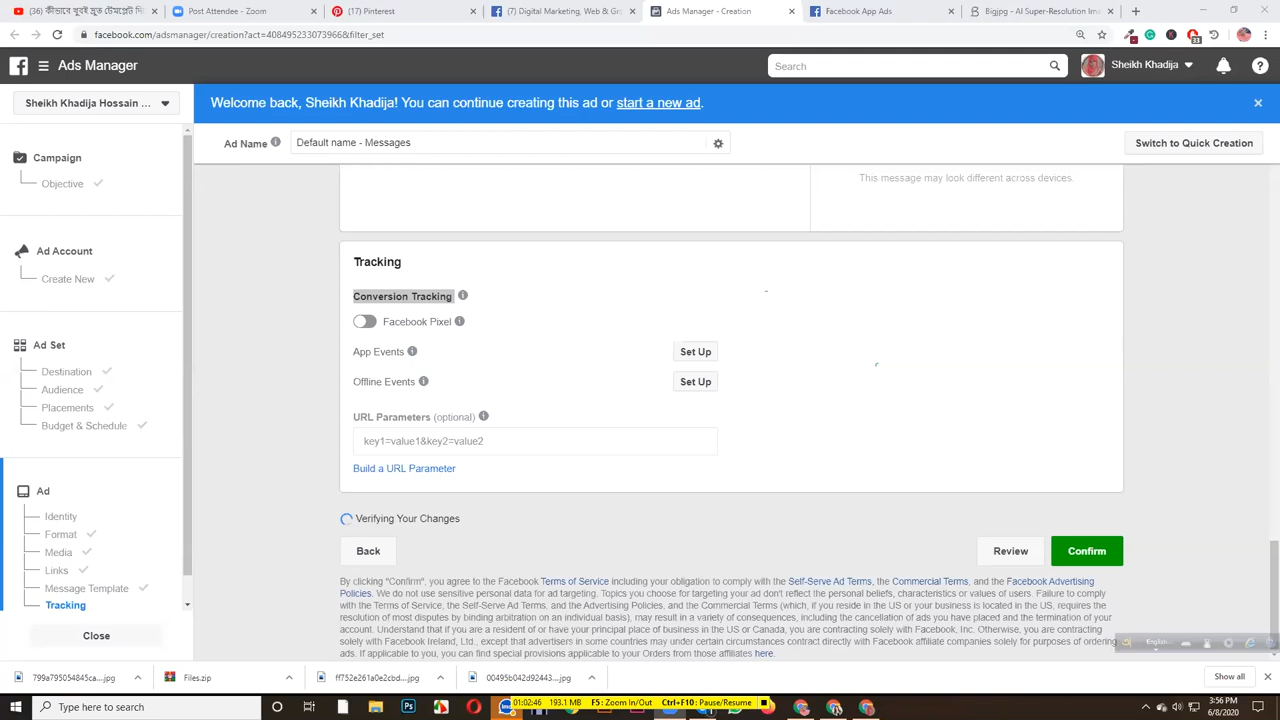 (36) কীভাবে খুবই দ্রুত টেমপ্লেট
Post Attendee - Zoom
(17) Pinterest
(7) Digital Marketing, Web & Gr
Ads Manager - Creation
Facebook App Ads
Bigjpg - AI Super-Resolution Ima
facebook.com/adsmanager/creation?act=408495233073966&filter_set
33
Ads Manager
Search
Sheikh Khadija
Sheikh Khadija Hossain ...
Welcome back, Sheikh Khadija! You can continue creating this ad or start a new ad.
Ad Name
Default name - Messages
Switch to Quick Creation
Campaign
Objective
Ad Account
Create New
Ad Set
Destination
Audience
Placements
Budget & Schedule
Ad
Identity
Format
Media
Links
Message Template
Tracking
Close
This message may look different across devices.
Tracking
Conversion Tracking
Facebook Pixel
App Events
Set Up
Offline Events
Set Up
URL Parameters (optional)
key1=value1&key2=value2
Build a URL Parameter
Verifying Your Changes
Back
Review
Confirm
By clicking "Confirm", you agree to the Facebook Terms of Service including your obligation to comply with the Self-Serve Ad Terms, the Commercial Terms, and the Facebook Advertising
Policies. We do not use sensitive personal data for ad targeting. Topics you choose for targeting your ad don't reflect the personal beliefs, characteristics or values of users. Failure to
comply with the Terms of Service, the Self-Serve Ad Terms, and the Advertising Policies, and the Commercial Terms (which, if you reside in the US or your business is located in the US, requires the
resolution of most disputes by binding arbitration on an individual basis), may result in a variety of consequences, including the cancellation of ads you have placed and the termination of your
account. Understand that if you are a resident of or have your principal place of business in the US or Canada, you are contracting solely with Facebook, Inc. Otherwise, you are contracting
solely with Facebook Ireland, Ltd., except that advertisers in some countries may under certain circumstances contract directly with Facebook affiliate companies solely for purposes of ordering
ads. If applicable to you, you can find special provisions applicable to your Orders from those affiliates here.
English
799a795054845ca....jpg
Files.zip
ff752e261a0e2cbd....jpg
00495b042d92443....jpg
Show all
Type here to search
01:02:46 193.1 MB F5: Zoom In/Out Ctrl+F10: Pause/Resume
3:56 PM
6/8/2020